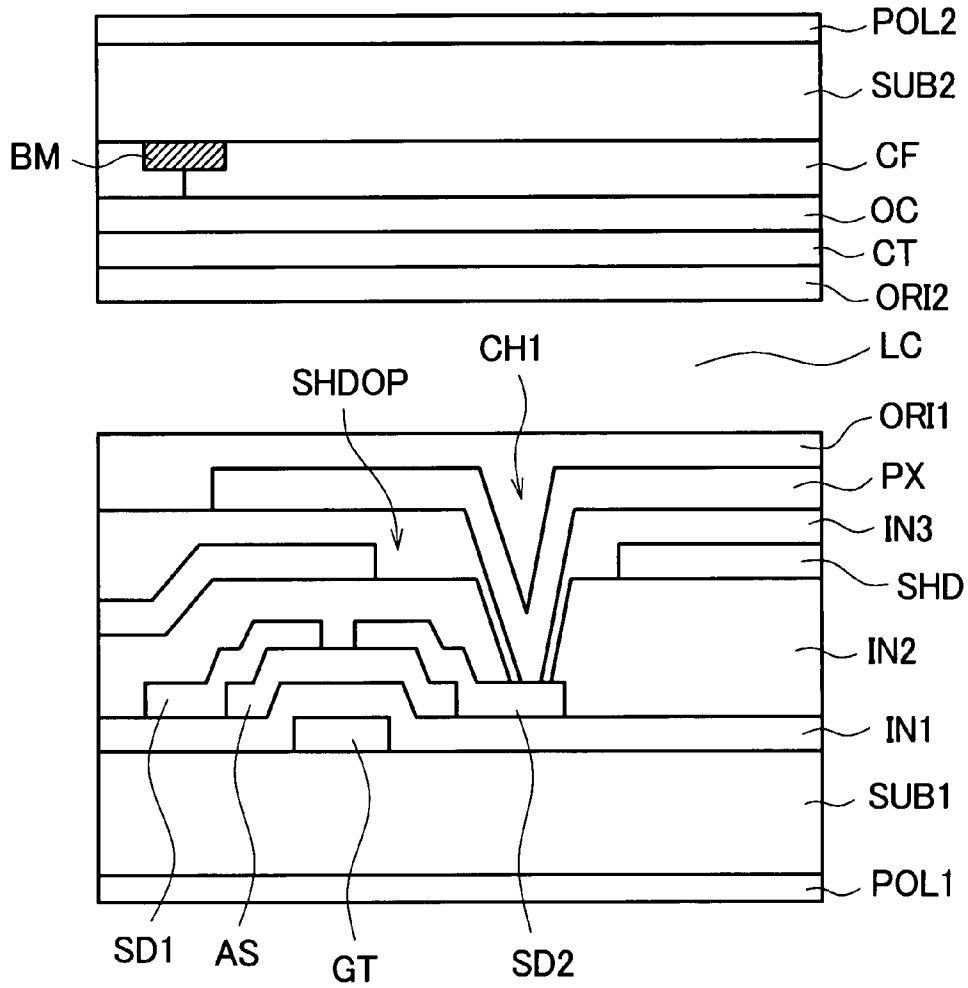 POL2
SUB2
BM
CF
OC
CT
ORI2
LC
CH1
SHDOP
ORI1
PX
IN3
SHD
IN2
IN1
SUB1
POL1
SD1
AS
GT
SD2